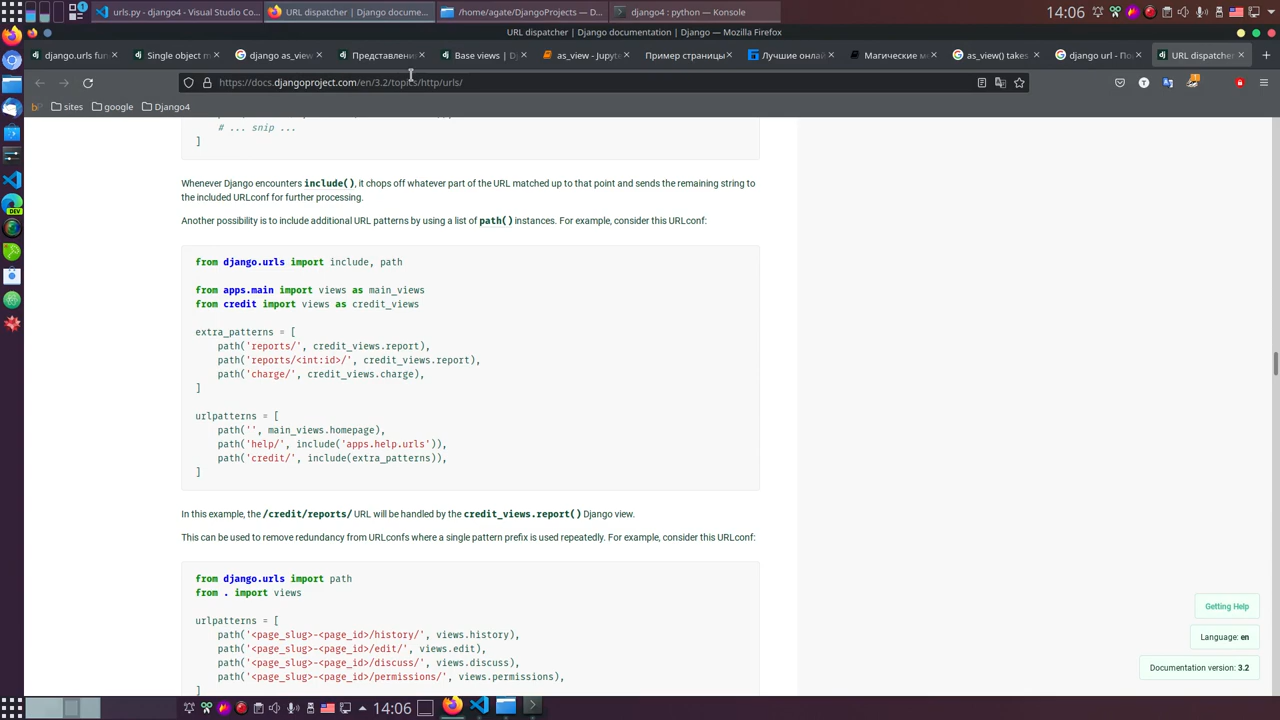 urls.py - django4 - Visual Studio Co...
URL dispatcher | Django docume...
/home/agate/DjangoProjects — D...
django4 : python — Konsole
14:06
URL dispatcher | Django documentation | Django — Mozilla Firefox
django.urls fun
Single object m
django as_view
Представлени
Base views | Dj
as_view - Jupyt
Пример страницы
Лучшие онлай
Магические м
as_view() takes
django url - По
URL dispatcher
https://docs.djangoproject.com/en/3.2/topics/http/urls/
sites
google
Django4
# ... snip ...
]
Whenever Django encounters include(), it chops off whatever part of the URL matched up to that point and sends the remaining string to
the included URLconf for further processing.
Another possibility is to include additional URL patterns by using a list of path() instances. For example, consider this URLconf:
from django.urls import include, path
from apps.main import views as main_views
from credit import views as credit_views
extra_patterns = [
path('reports/', credit_views.report),
path('reports/<int:id>/', credit_views.report),
path('charge/', credit_views.charge),
]
urlpatterns = [
path('', main_views.homepage),
path('help/', include('apps.help.urls')),
path('credit/', include(extra_patterns)),
]
In this example, the /credit/reports/ URL will be handled by the credit_views.report() Django view.
This can be used to remove redundancy from URLconfs where a single pattern prefix is used repeatedly. For example, consider this URLconf:
from django.urls import path
from . import views
urlpatterns = [
path('<page_slug>-<page_id>/history/', views.history),
path('<page_slug>-<page_id>/edit/', views.edit),
path('<page_slug>-<page_id>/discuss/', views.discuss),
path('<page_slug>-<page_id>/permissions/', views.permissions),
]
Getting Help
Language: en
Documentation version: 3.2
DEV
14:06